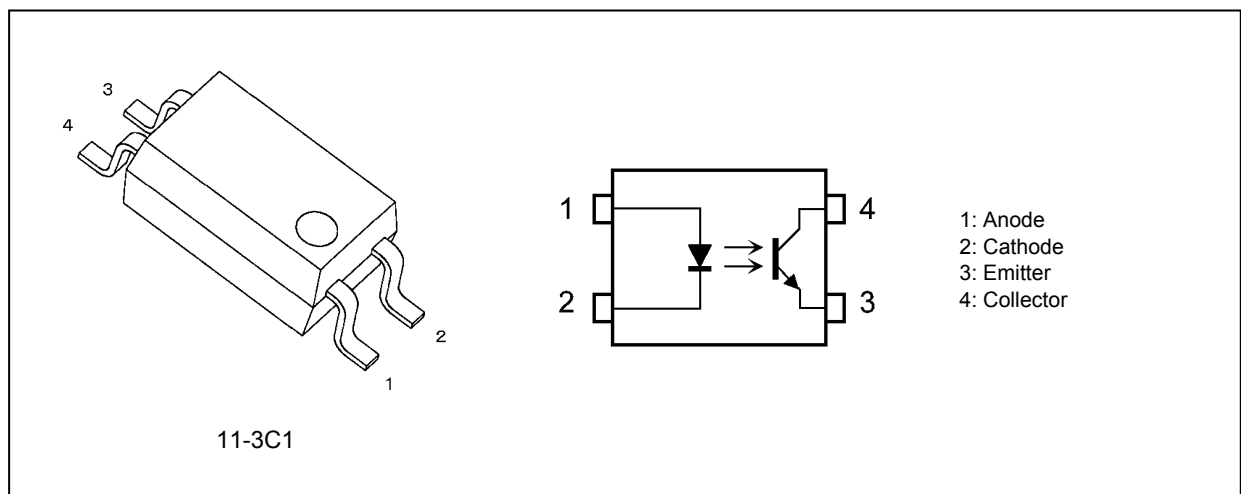 3
4
2
1
11-3C1
1
4
2
3
1: Anode
2: Cathode
3: Emitter
4: Collector